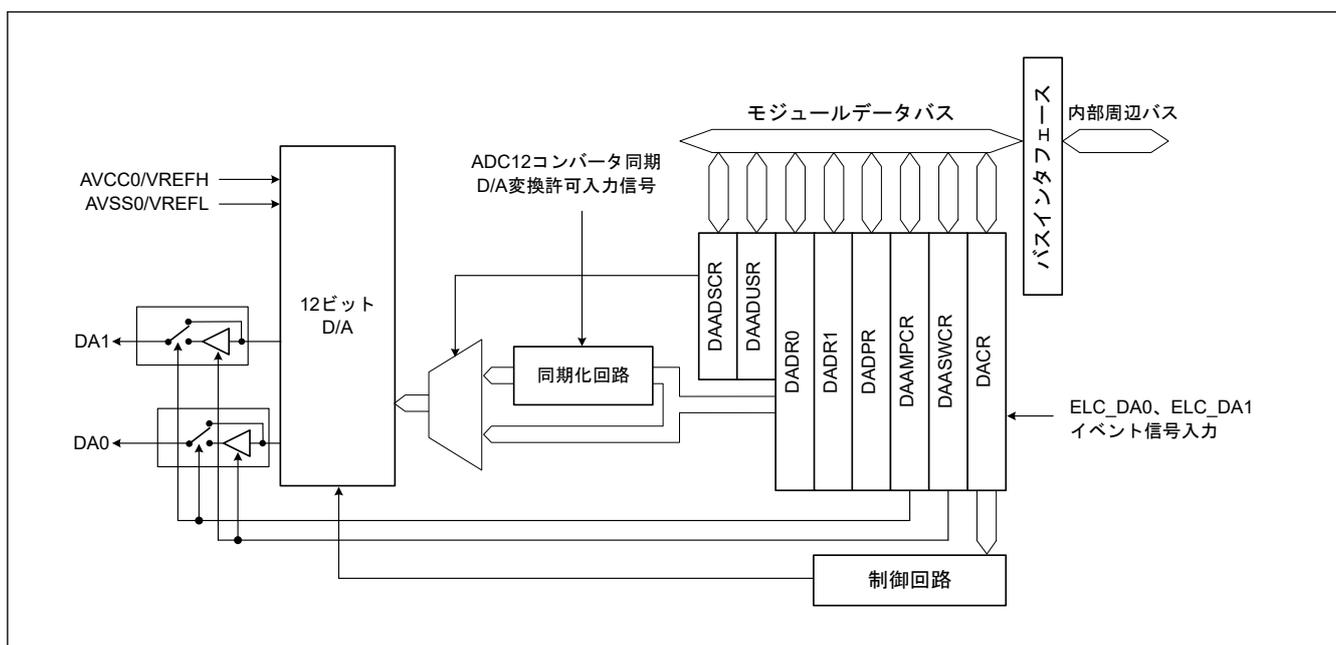 モジュールデータバス
バスインタフェース
内部周辺バス
ADC12コンバータ同期
D/A変換許可入力信号
AVCC0/VREFH
AVSS0/VREFL
12ビット
D/A
DA1
DA0
同期化回路
DAADSCR
DAADUSR
DADR0
DADR1
DADPR
DAAMPCR
DAASWCR
DACR
ELC_DA0、ELC_DA1
イベント信号入力
制御回路